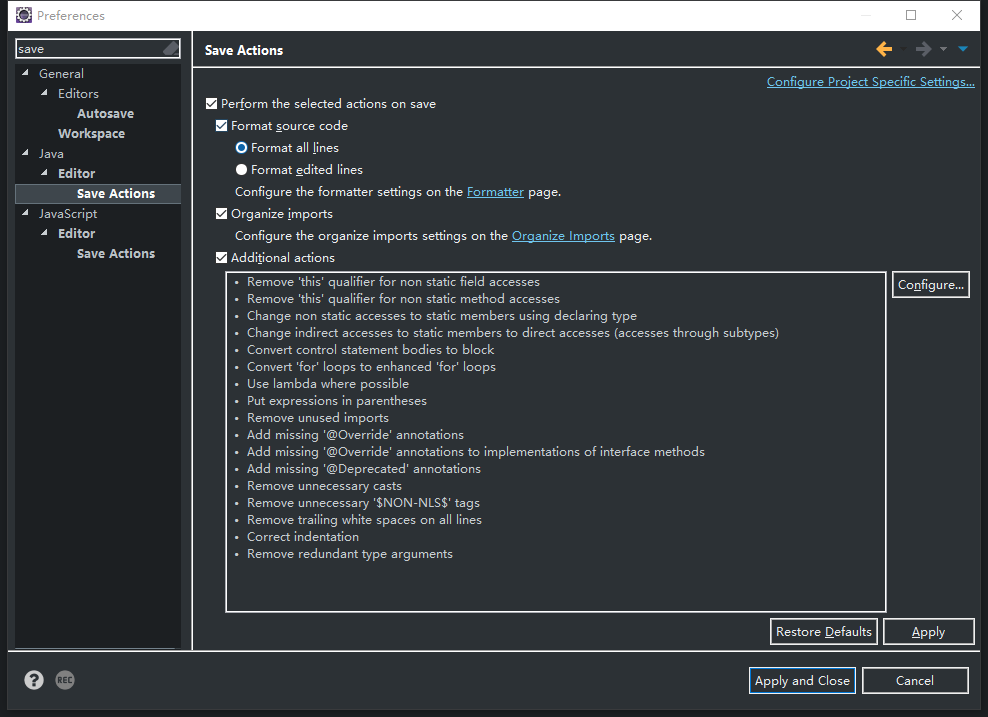 Preferences
save
General
Editors
Autosave
Workspace
Java
Editor
Save Actions
JavaScript
Editor
Save Actions
Save Actions
Configure Project Specific Settings...
Perform the selected actions on save
Format source code
Format all lines
Format edited lines
Configure the formatter settings on the Formatter page.
Organize imports
Configure the organize imports settings on the Organize Imports page.
Additional actions
• Remove 'this' qualifier for non static field accesses
• Remove 'this' qualifier for non static method accesses
• Change non static accesses to static members using declaring type
• Change indirect accesses to static members to direct accesses (accesses through subtypes)
• Convert control statement bodies to block
• Convert 'for' loops to enhanced 'for' loops
• Use lambda where possible
• Put expressions in parentheses
• Remove unused imports
• Add missing '@Override' annotations
• Add missing '@Override' annotations to implementations of interface methods
• Add missing '@Deprecated' annotations
• Remove unnecessary casts
• Remove unnecessary '$NON-NLS$' tags
• Remove trailing white spaces on all lines
• Correct indentation
• Remove redundant type arguments
Configure...
Restore Defaults
Apply
?
REC
Apply and Close
Cancel